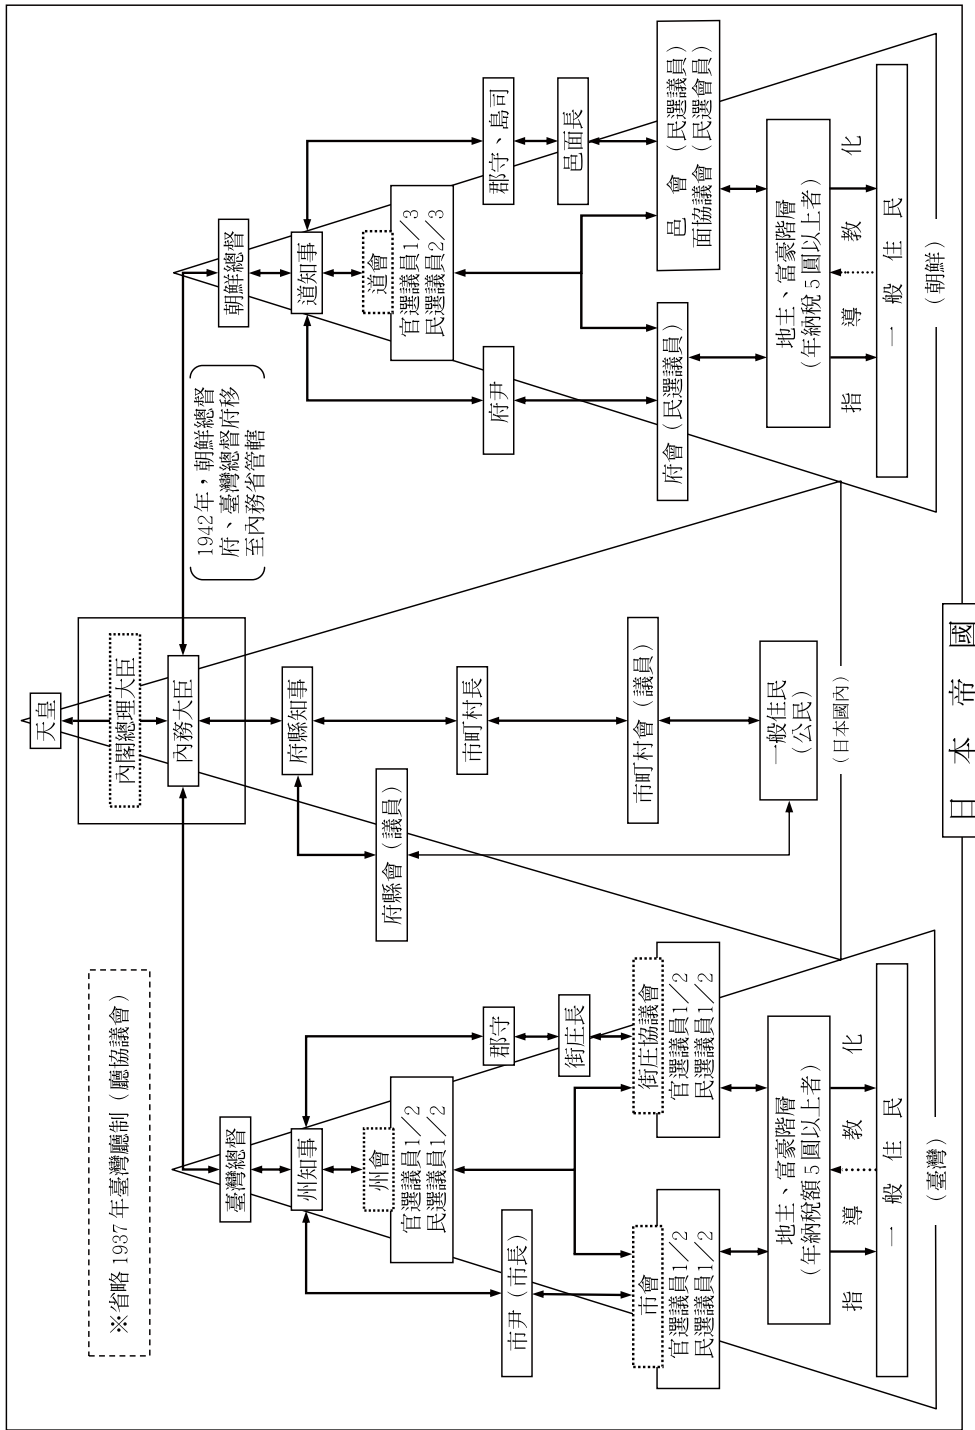 ※省略 1937 年臺灣廳制（廳協議會）
天皇
內閣總理大臣
內務大臣
1942年，朝鮮總督
府、臺灣總督府移
至內務省管轄
臺灣總督
州知事
州會
官選議員1/2
民選議員1/2
市尹（市長）
郡守
街庄長
市會
官選議員1/2
民選議員1/2
街庄協議會
官選議員1/2
民選議員1/2
地主、富豪階層
（年納稅額 5 圓以上者）
指導教化
一般住民
（臺灣）
府縣知事
府縣會（議員）
市町村長
市町村會（議員）
一般住民
（公民）
（日本國內）
朝鮮總督
道知事
道會
官選議員1/3
民選議員2/3
府尹
郡守、島司
邑面長
府會（民選議員）
邑 會（民選議員）
面協議會（民選會員）
地主、富豪階層
（年納稅 5 圓以上者）
指導教化
一般住民
（朝鮮）
日本帝國